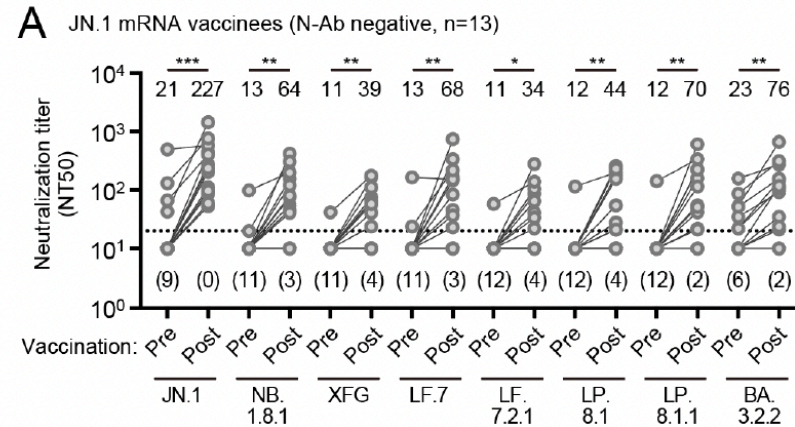 A JN.1 mRNA vaccinees (N-Ab negative, n=13)
*** ** ** ** * ** ** **
21 227 13 64 11 39 13 68 11 34 12 44 12 70 23 76
Neutralization titer
(NT50)
10⁴
10³
10²
10¹
10⁰
(9) (0) (11) (3) (11) (4) (11) (3) (12) (4) (12) (4) (12) (2) (6) (2)
Vaccination: Pre Post Pre Post Pre Post Pre Post Pre Post Pre Post Pre Post Pre Post
JN.1 NB. XFG LF.7 LF. LP. LP. BA.
1.8.1 7.2.1 8.1 8.1.1 3.2.2